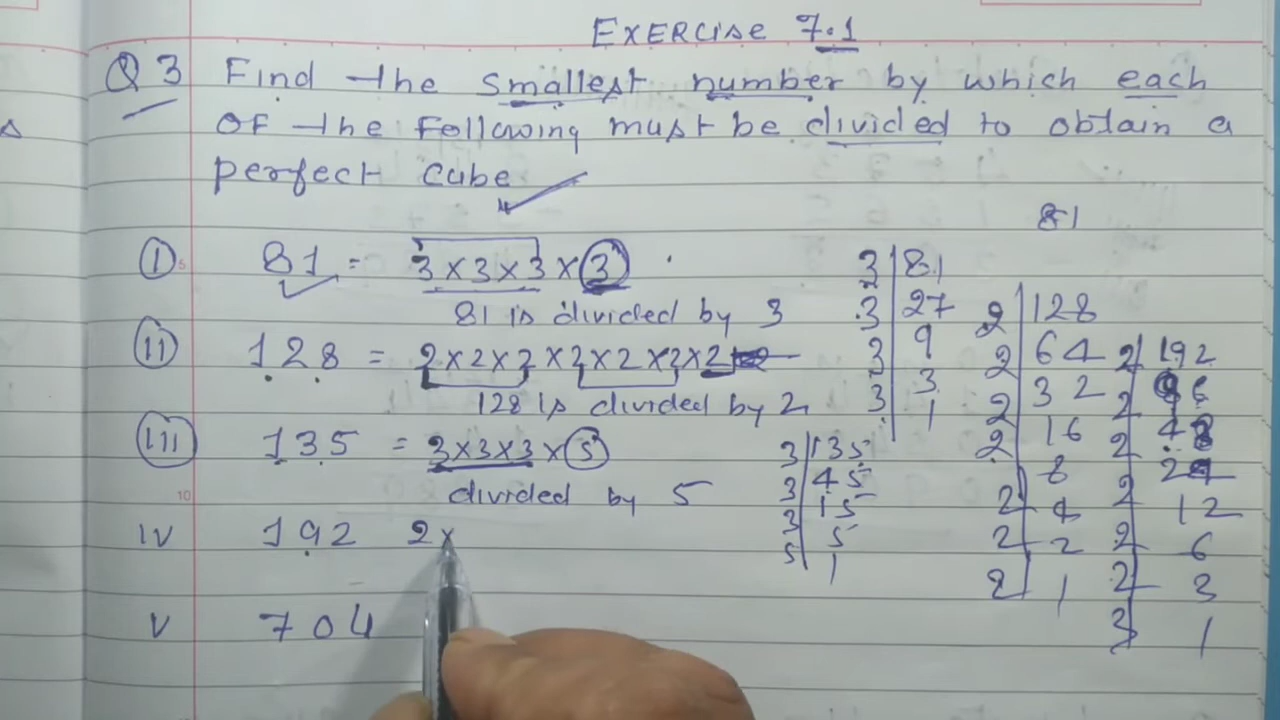 EXERCISE 7.1
Q3 Find the smallest number by which each
of the following must be divided to obtain a
perfect cube
81
(I) 81 = 3×3×3×3
81 is divided by 3
(II) 128 = 2×2×2×2×2×2×2
128 is divided by 2
(III) 135 = 3×3×3×5
divided by 5
IV 192 2×
V 704
3 | 81
3 | 27
3 | 9
3 | 3
1
2 | 128
2 | 64
2 | 32
2 | 16
8
2 | 4
2 | 2
2 | 1
3 | 135
3 | 45
3 | 15
5 | 5
1
2 | 192
2 | 96
2 | 48
2 | 24
2 | 12
2 | 6
3 | 3
1